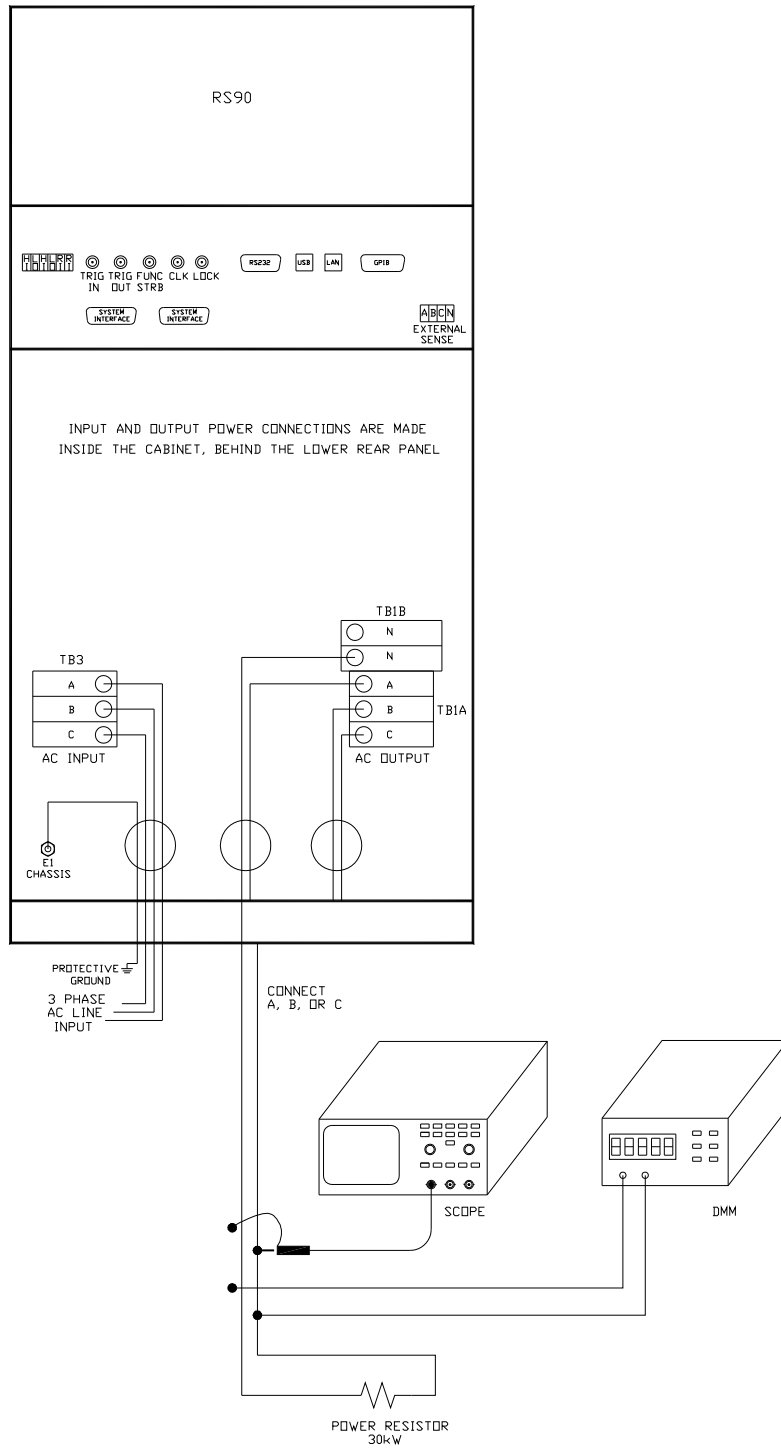 RS90
H L H L R R
I O I O I I
TRIG IN
TRIG OUT
FUNC STRB
CLK
LOCK
RS232
USB
LAN
GPIB
SYSTEM INTERFACE
SYSTEM INTERFACE
A B C N
EXTERNAL
SENSE
INPUT AND OUTPUT POWER CONNECTIONS ARE MADE
INSIDE THE CABINET, BEHIND THE LOWER REAR PANEL
TB1B
N
N
TB3
A
B
C
AC INPUT
A
B
C
TB1A
AC OUTPUT
E1
CHASSIS
PROTECTIVE
GROUND
3 PHASE
AC LINE
INPUT
CONNECT
A, B, OR C
SCOPE
DMM
POWER RESISTOR
30kW